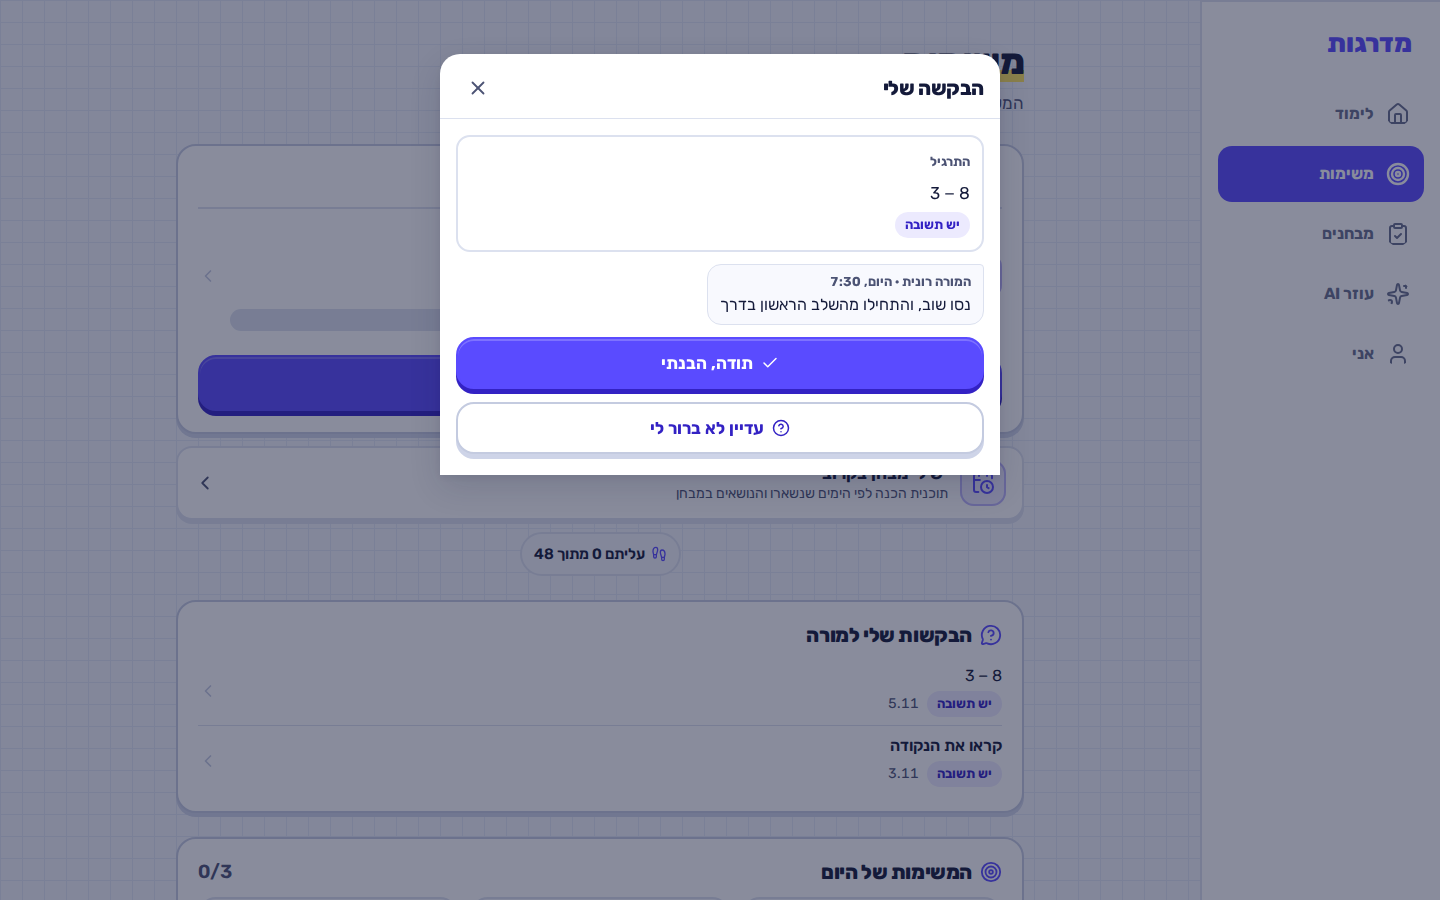 מדרגות
לימוד
משימות
מבחנים
עוזר AI
אני
הבקשה שלי
התרגיל
8 – 3
יש תשובה
המורה רונית • היום, 7:30
נסו שוב, והתחילו מהשלב הראשון בדרך
תודה, הבנתי
עדיין לא ברור לי
תוכנית הכנה לפי הימים שנשארו והנושאים במבחן
עליתם 0 מתוך 48
הבקשות שלי למורה
8 – 3
יש תשובה 5.11
קראו את הנקודה
יש תשובה 3.11
המשימות של היום
0/3